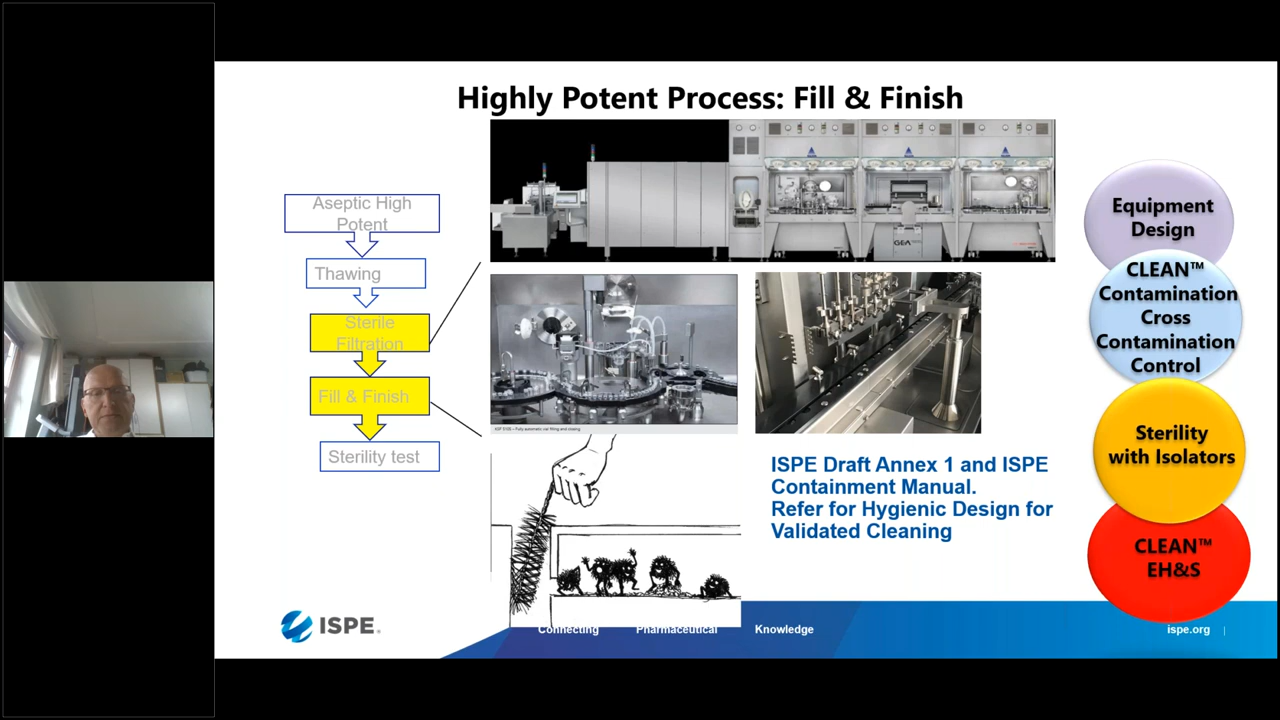 Highly Potent Process: Fill & Finish
Aseptic High
Potent
Thawing
Sterile
Filtration
Fill & Finish
Sterility test
GEA
ISPE Draft Annex 1 and ISPE
Containment Manual.
Refer for Hygienic Design for
Validated Cleaning
Equipment
Design
CLEAN™
Contamination
Cross
Contamination
Control
Sterility
with Isolators
CLEAN™
EH&S
ISPE®
Connecting Pharmaceutical Knowledge
ispe.org |